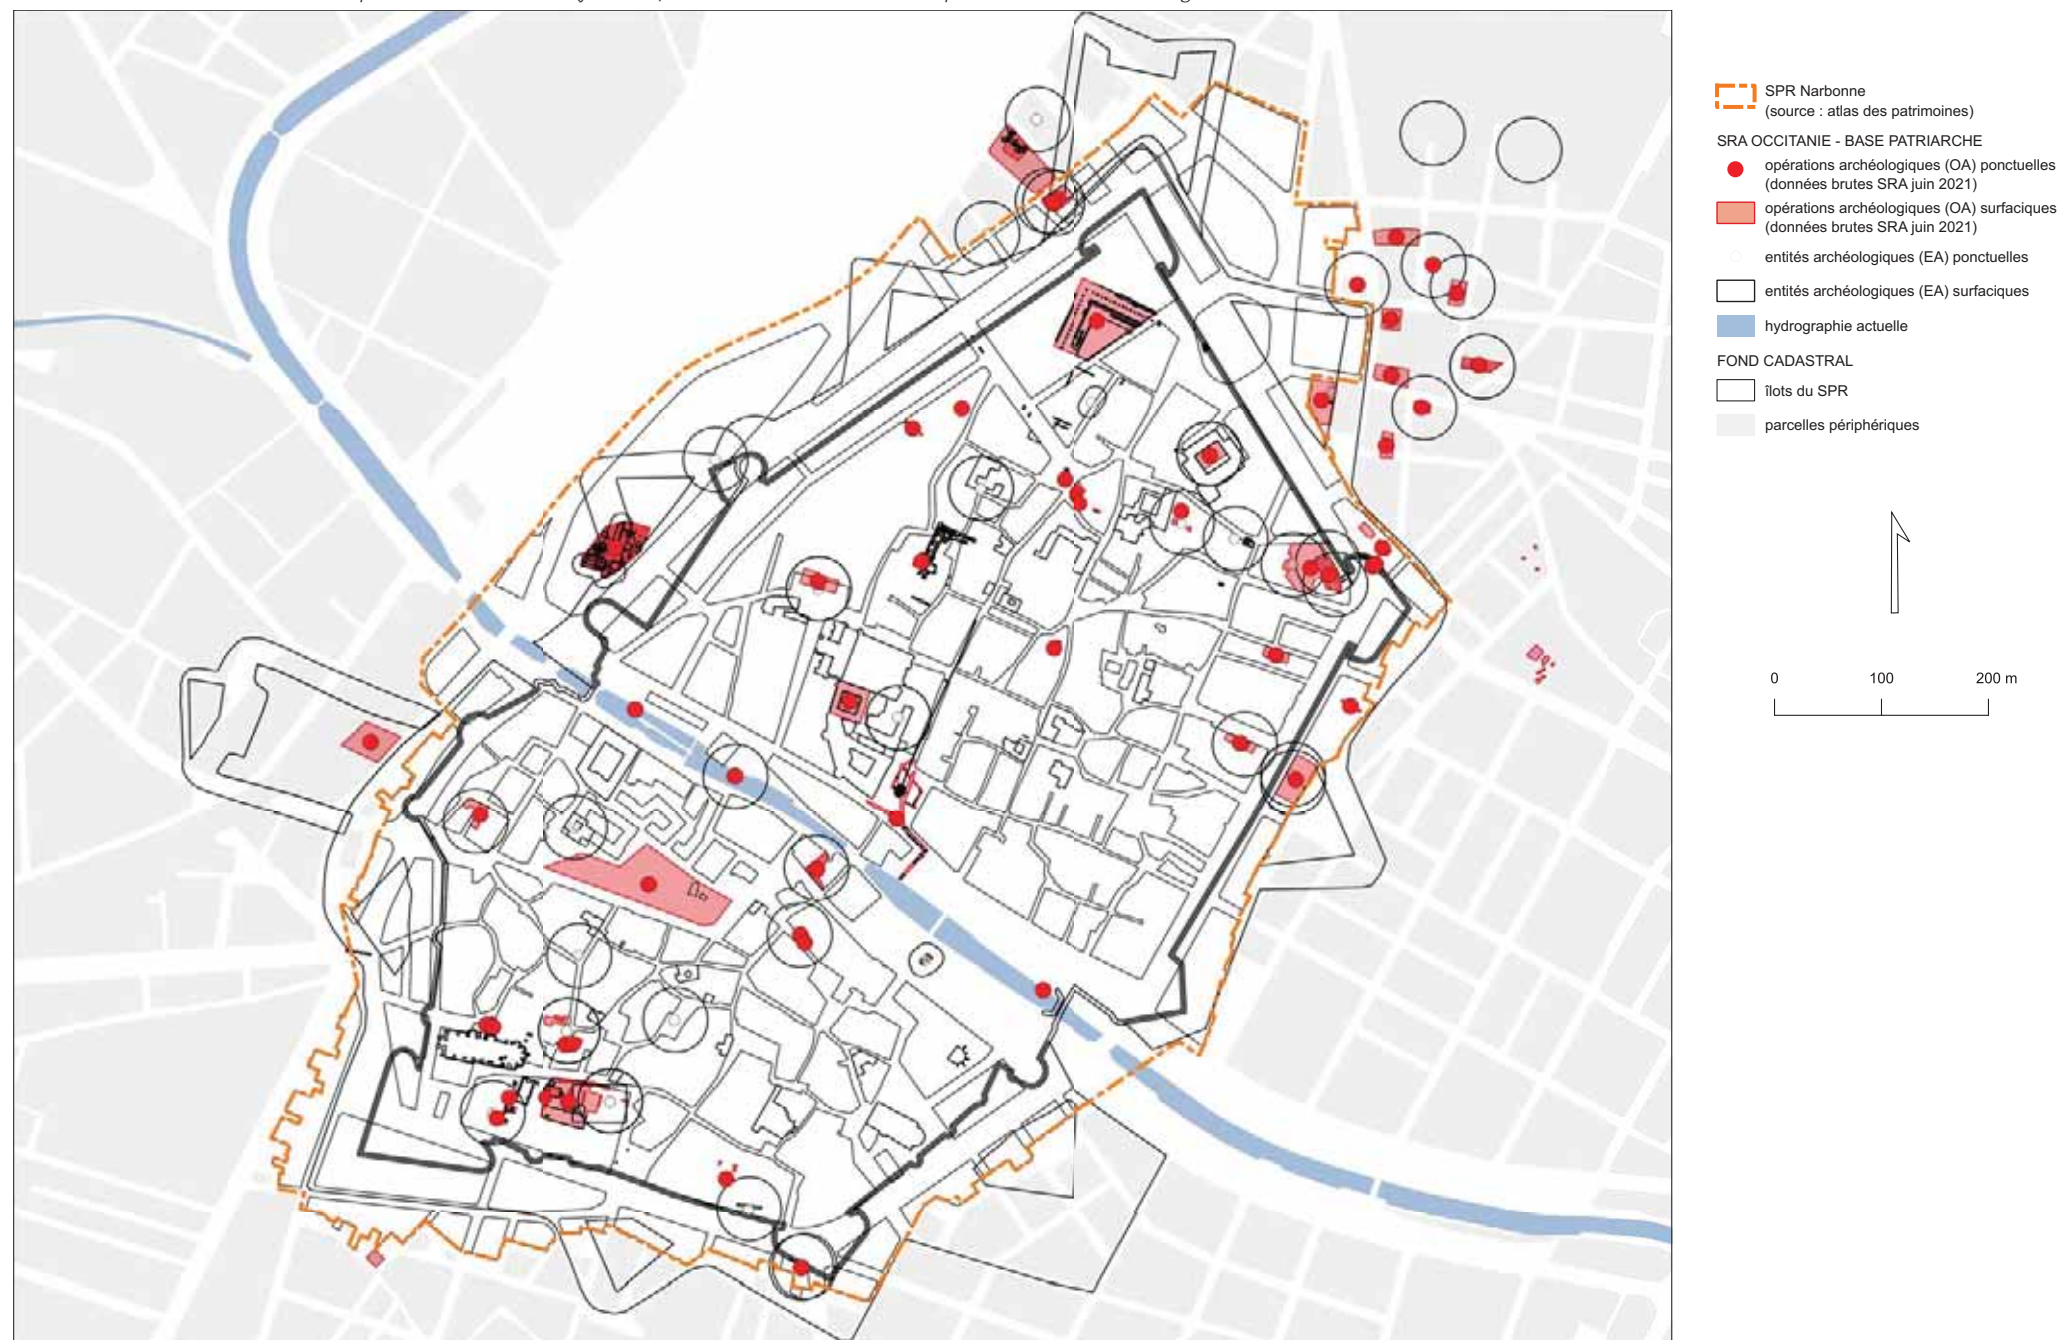 SPR Narbonne
(source : atlas des patrimoines)
SRA OCCITANIE - BASE PATRIARCHE
opérations archéologiques (OA) ponctuelles
(données brutes SRA juin 2021)
opérations archéologiques (OA) surfaciques
(données brutes SRA juin 2021)
entités archéologiques (EA) ponctuelles
entités archéologiques (EA) surfaciques
hydrographie actuelle
FOND CADASTRAL
îlots du SPR
parcelles périphériques
0 100 200 m